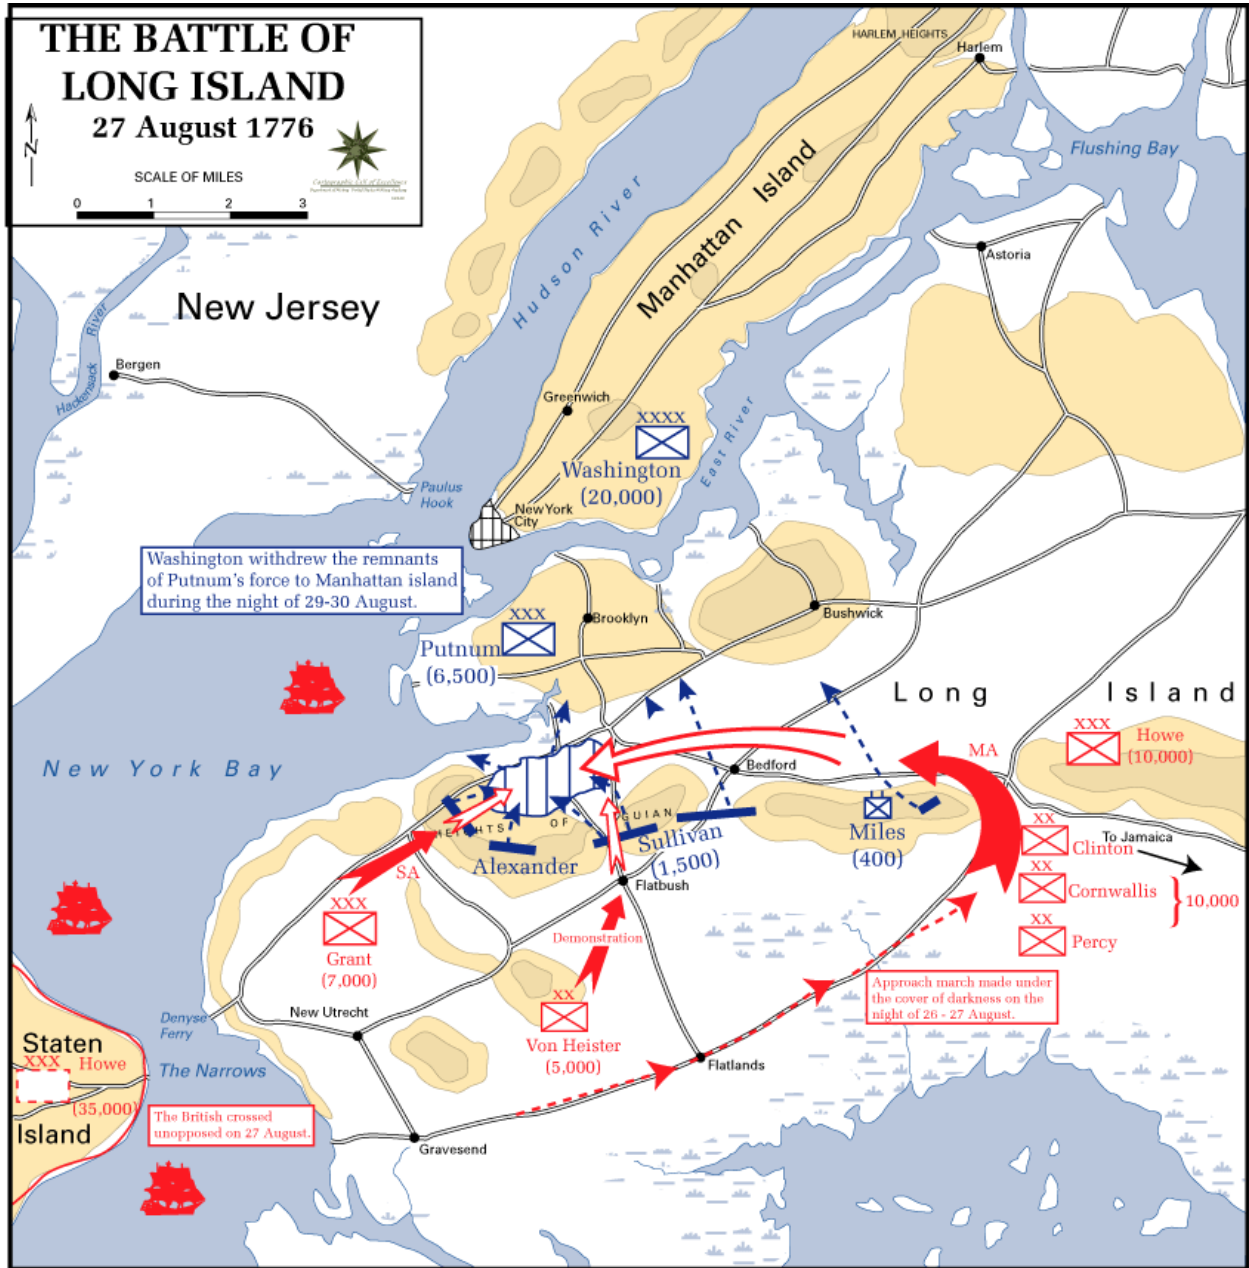 THE BATTLE OF
LONG ISLAND
27 August 1776
N
SCALE OF MILES
0 1 2 3
Cartographic Cell of Excellence
HARLEM HEIGHTS
Harlem
Flushing Bay
Hudson River
Manhattan Island
Astoria
New Jersey
Hackensack River
Bergen
Greenwich
XXXX
Washington
(20,000)
East River
Paulus
Hook
New York
City
Washington withdrew the remnants
of Putnum's force to Manhattan island
during the night of 29-30 August.
Brooklyn
Bushwick
XXX
Putnum
(6,500)
Long Island
XXX
Howe
(10,000)
MA
New York Bay
Bedford
HEIGHTS OF GUIAN
Alexander
Sullivan
(1,500)
Miles
(400)
XX
Clinton
To Jamaica
XX
Cornwallis
10,000
XX
Percy
SA
Flatbush
XXX
Grant
(7,000)
Demonstration
XX
Von Heister
(5,000)
Approach march made under
the cover of darkness on the
night of 26 - 27 August.
New Utrecht
Denyse
Ferry
The Narrows
Flatlands
Staten
XXX Howe
(35,000)
Island
The British crossed
unopposed on 27 August.
Gravesend